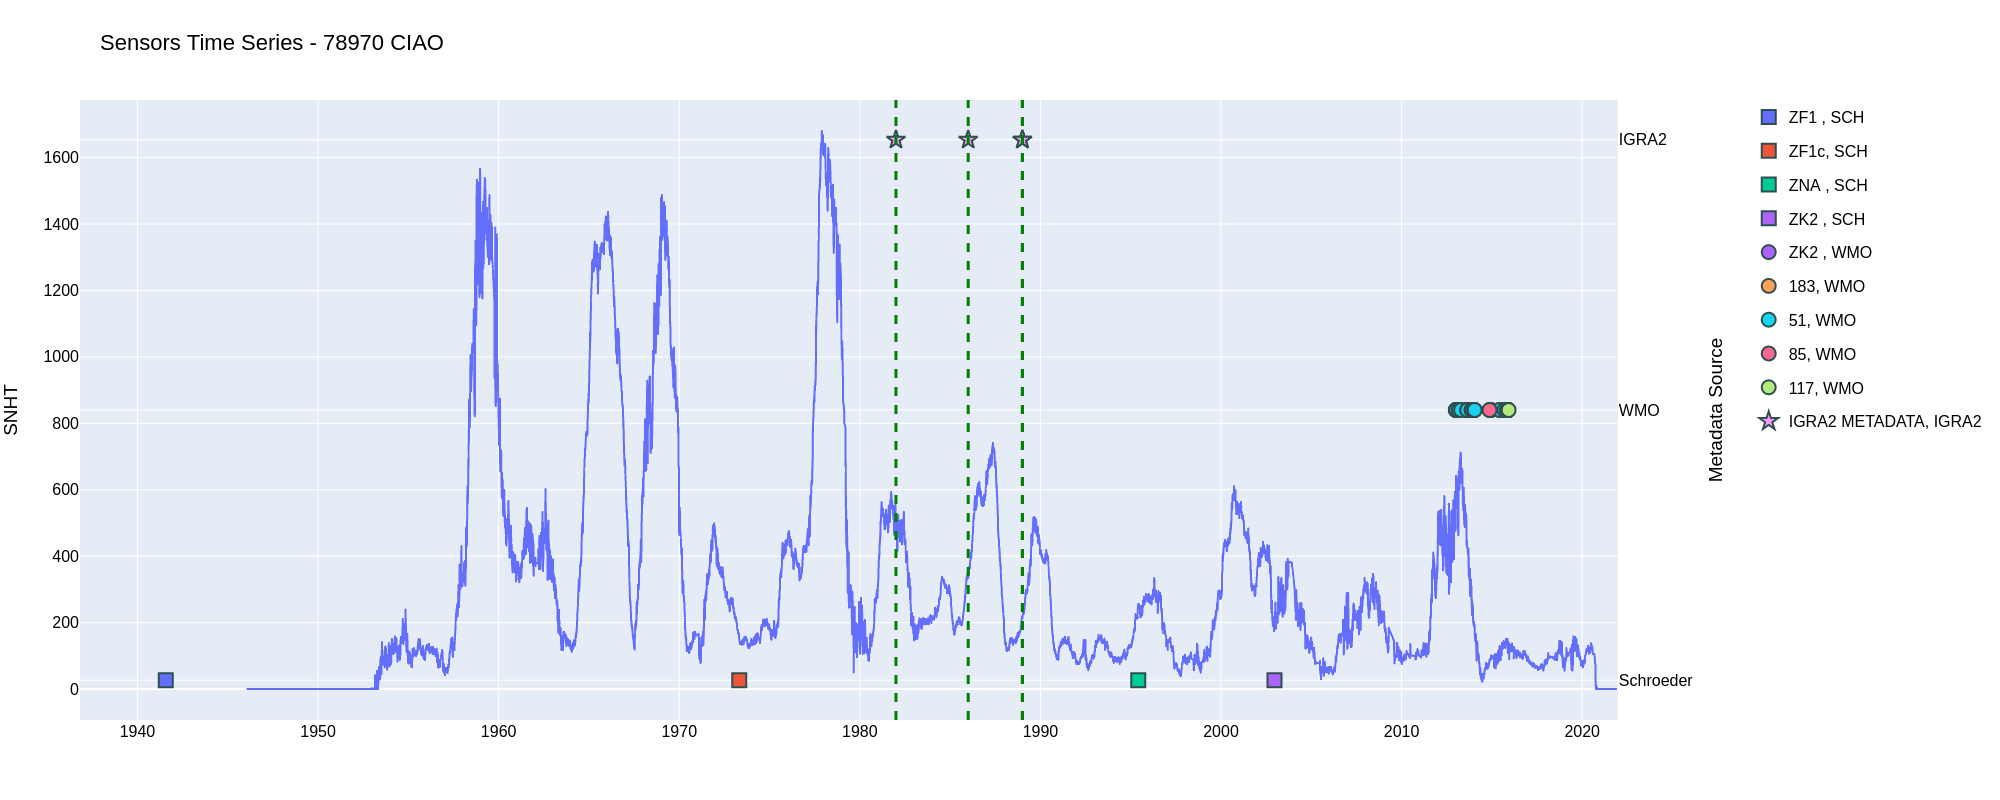 Sensors Time Series - 78970 CIAO
SNHT
1600
1400
1200
1000
800
600
400
200
0
1940
1950
1960
1970
1980
1990
2000
2010
2020
IGRA2
WMO
Schroeder
Metadata Source
ZF1 , SCH
ZF1c, SCH
ZNA , SCH
ZK2 , SCH
ZK2 , WMO
183, WMO
51, WMO
85, WMO
117, WMO
IGRA2 METADATA, IGRA2